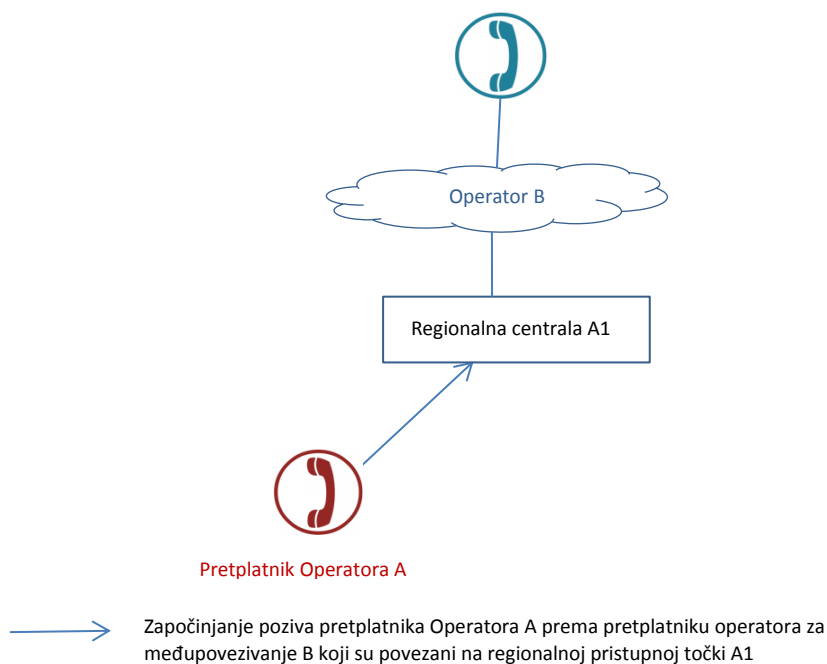 Operator B
Regionalna centrala A1
Pretplatnik Operatora A
Započinjanje poziva pretplatnika Operatora A prema pretplatniku operatora za
međupovezivanje B koji su povezani na regionalnoj pristupnoj točki A1